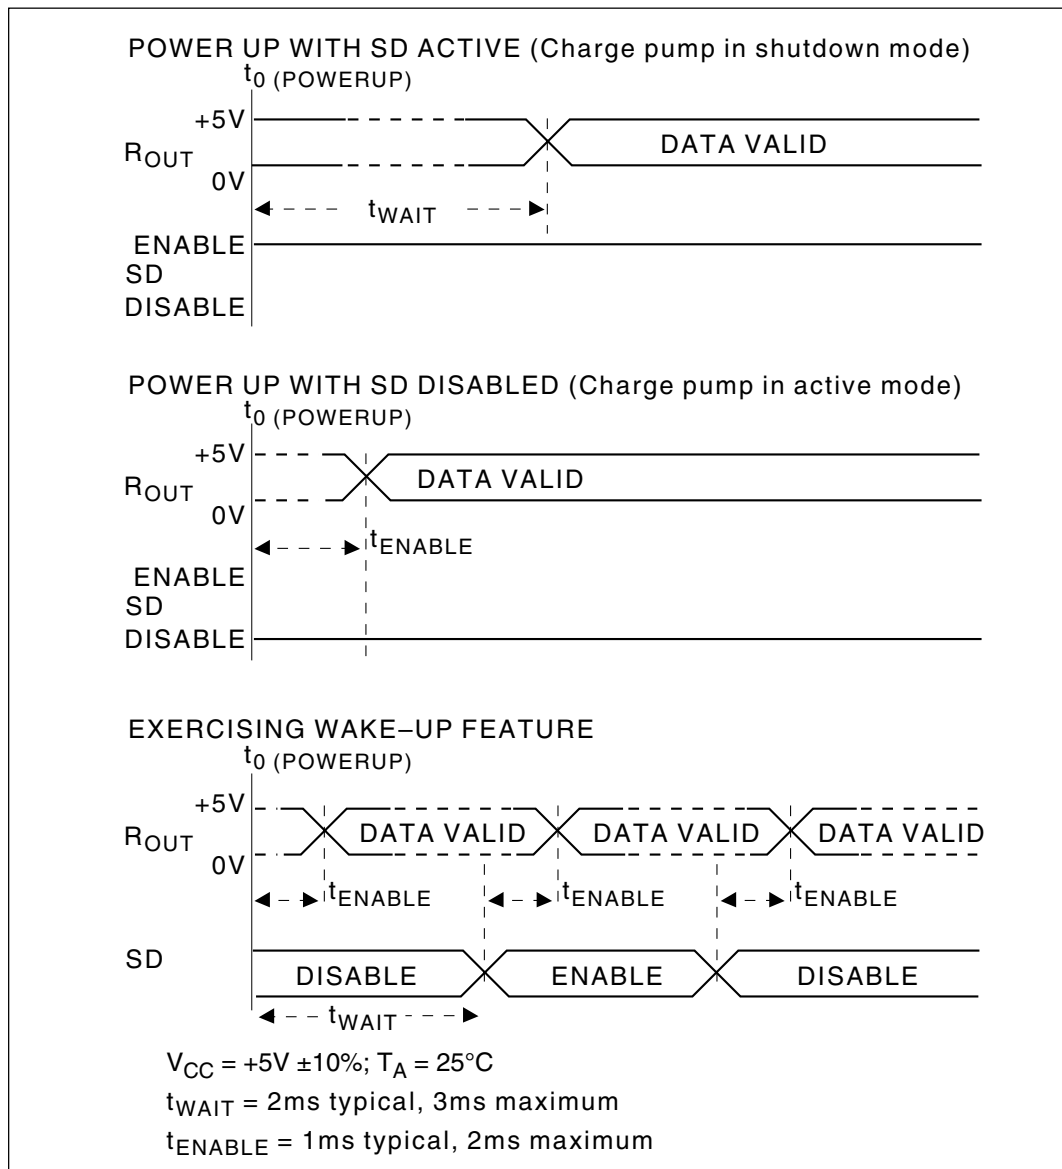 POWER UP WITH SD ACTIVE (Charge pump in shutdown mode)
t0 (POWERUP)
+5V
ROUT
DATA VALID
0V
tWAIT
ENABLE
SD
DISABLE
POWER UP WITH SD DISABLED (Charge pump in active mode)
t0 (POWERUP)
+5V
ROUT
DATA VALID
0V
tENABLE
ENABLE
SD
DISABLE
EXERCISING WAKE–UP FEATURE
t0 (POWERUP)
+5V
ROUT
DATA VALID DATA VALID DATA VALID
0V
tENABLE tENABLE tENABLE
SD
DISABLE ENABLE DISABLE
tWAIT
VCC = +5V ±10%; TA = 25°C
tWAIT = 2ms typical, 3ms maximum
tENABLE = 1ms typical, 2ms maximum